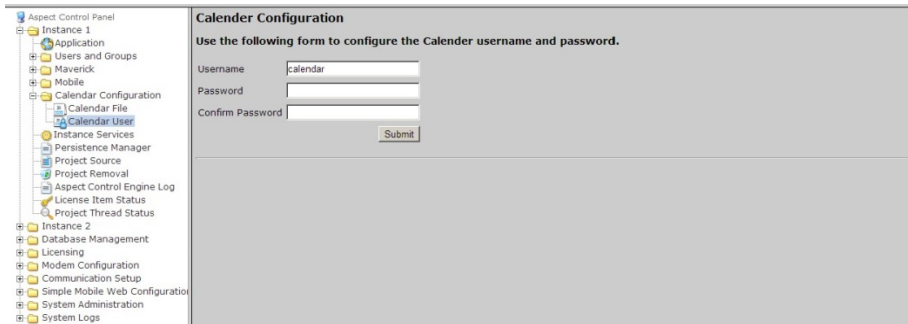 Aspect Control Panel
Instance 1
Application
Users and Groups
Maverick
Mobile
Calendar Configuration
Calendar File
Calendar User
Instance Services
Persistence Manager
Project Source
Project Removal
Aspect Control Engine Log
License Item Status
Project Thread Status
Instance 2
Database Management
Licensing
Modem Configuration
Communication Setup
Simple Mobile Web Configuration
System Administration
System Logs
Calender Configuration
Use the following form to configure the Calender username and password.
Username calendar
Password
Confirm Password
Submit